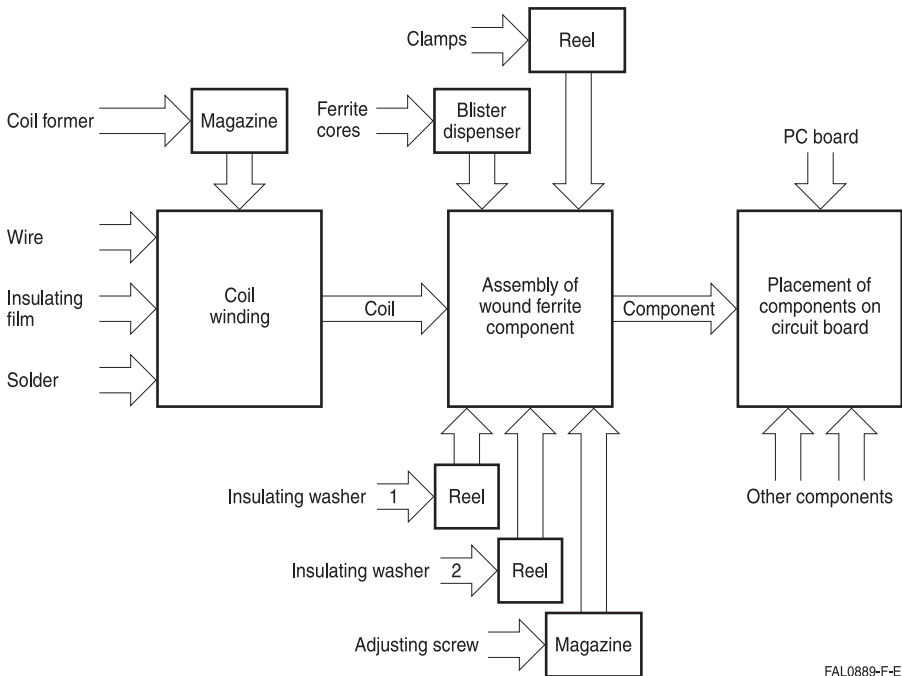 Clamps
Reel
Coil former
Magazine
Ferrite
cores
Blister
dispenser
PC board
Wire
Insulating
film
Solder
Coil
winding
Coil
Assembly of
wound ferrite
component
Component
Placement of
components on
circuit board
Insulating washer
1
Reel
Other components
Insulating washer
2
Reel
Adjusting screw
Magazine
FAL0889-F-E